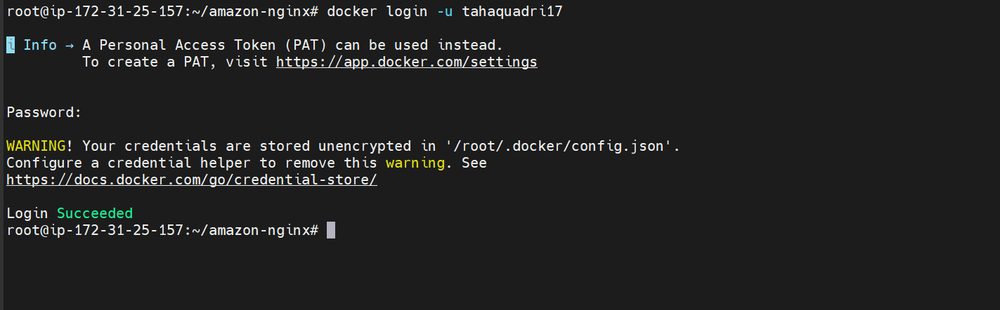 root@ip-172-31-25-157:~/amazon-nginx# docker login -u tahaquadri17
i Info → A Personal Access Token (PAT) can be used instead.
To create a PAT, visit https://app.docker.com/settings
Password:
WARNING! Your credentials are stored unencrypted in '/root/.docker/config.json'.
Configure a credential helper to remove this warning. See
https://docs.docker.com/go/credential-store/
Login Succeeded
root@ip-172-31-25-157:~/amazon-nginx#